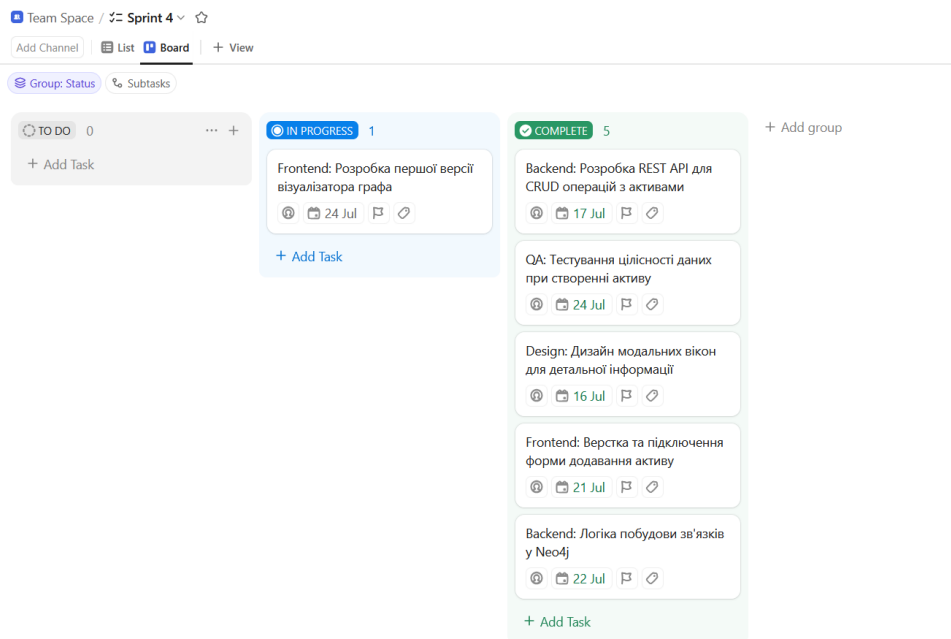 Team Space / Sprint 4
Add Channel List Board + View
Group: Status Subtasks
TO DO 0 ... +
+ Add Task
IN PROGRESS 1
Frontend: Розробка першої версії
візуалізатора графа
24 Jul
+ Add Task
COMPLETE 5
Backend: Розробка REST API для
CRUD операцій з активами
17 Jul
QA: Тестування цілісності даних
при створенні активу
24 Jul
Design: Дизайн модальних вікон
для детальної інформації
16 Jul
Frontend: Верстка та підключення
форми додавання активу
21 Jul
Backend: Логіка побудови зв'язків
у Neo4j
22 Jul
+ Add Task
+ Add group